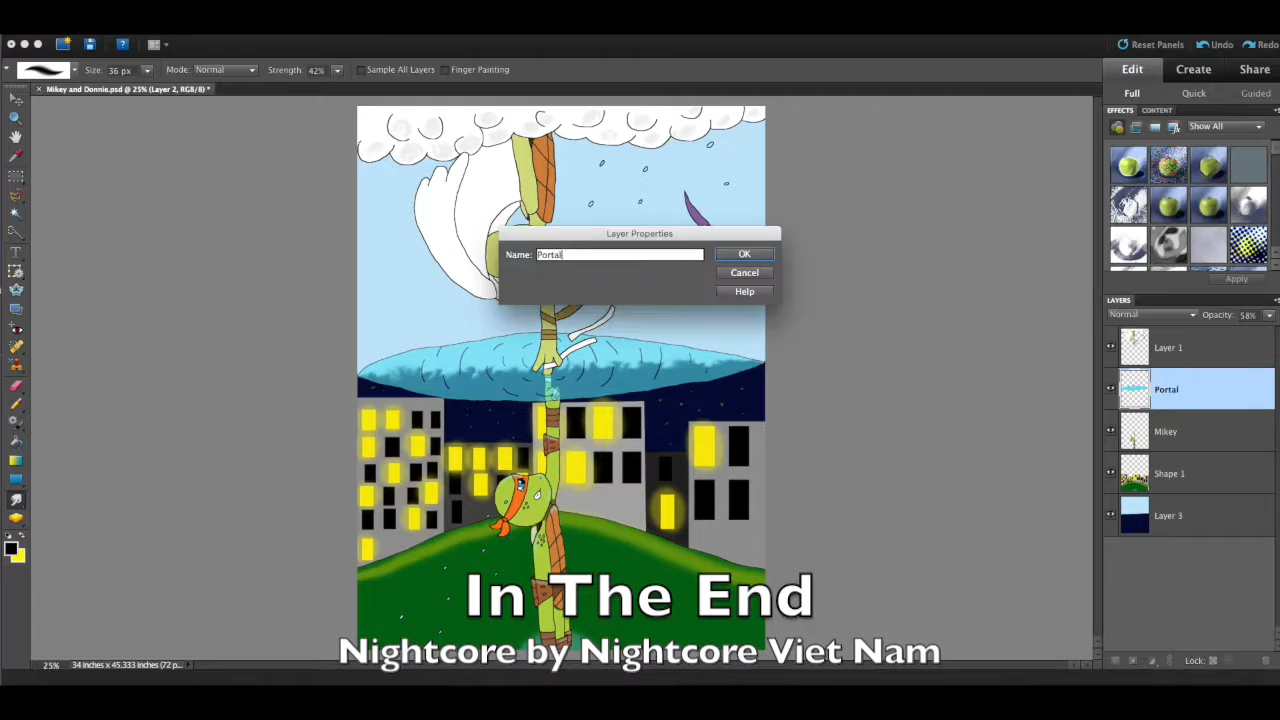 Reset Panels Undo Redo
Size: 36 px Mode: Normal Strength: 42% Sample All Layers Finger Painting
Edit Create Share
Mikey and Donnie.psd @ 25% (Layer 2, RGB/8) *
Full Quick Guided
EFFECTS CONTENT
Show All
Layer Properties
Name: Portal OK
Cancel
Help
Apply
LAYERS
Normal Opacity: 58%
Layer 1
Portal
Mikey
Shape 1
Layer 3
In The End
Nightcore by Nightcore Viet Nam
25% 34 inches x 45.333 inches (72 p...
Lock: